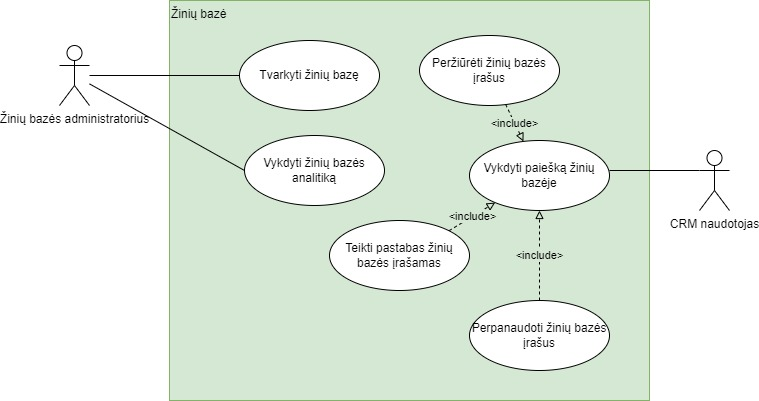 Žinių bazė
Tvarkyti žinių bazę
Peržiūrėti žinių bazės
įrašus
Žinių bazės administratorius
<include>
Vykdyti žinių bazės
analitiką
Vykdyti paiešką žinių
bazėje
CRM naudotojas
<include>
Teikti pastabas žinių
bazės įrašamas
<include>
Perpanaudoti žinių bazės
įrašus